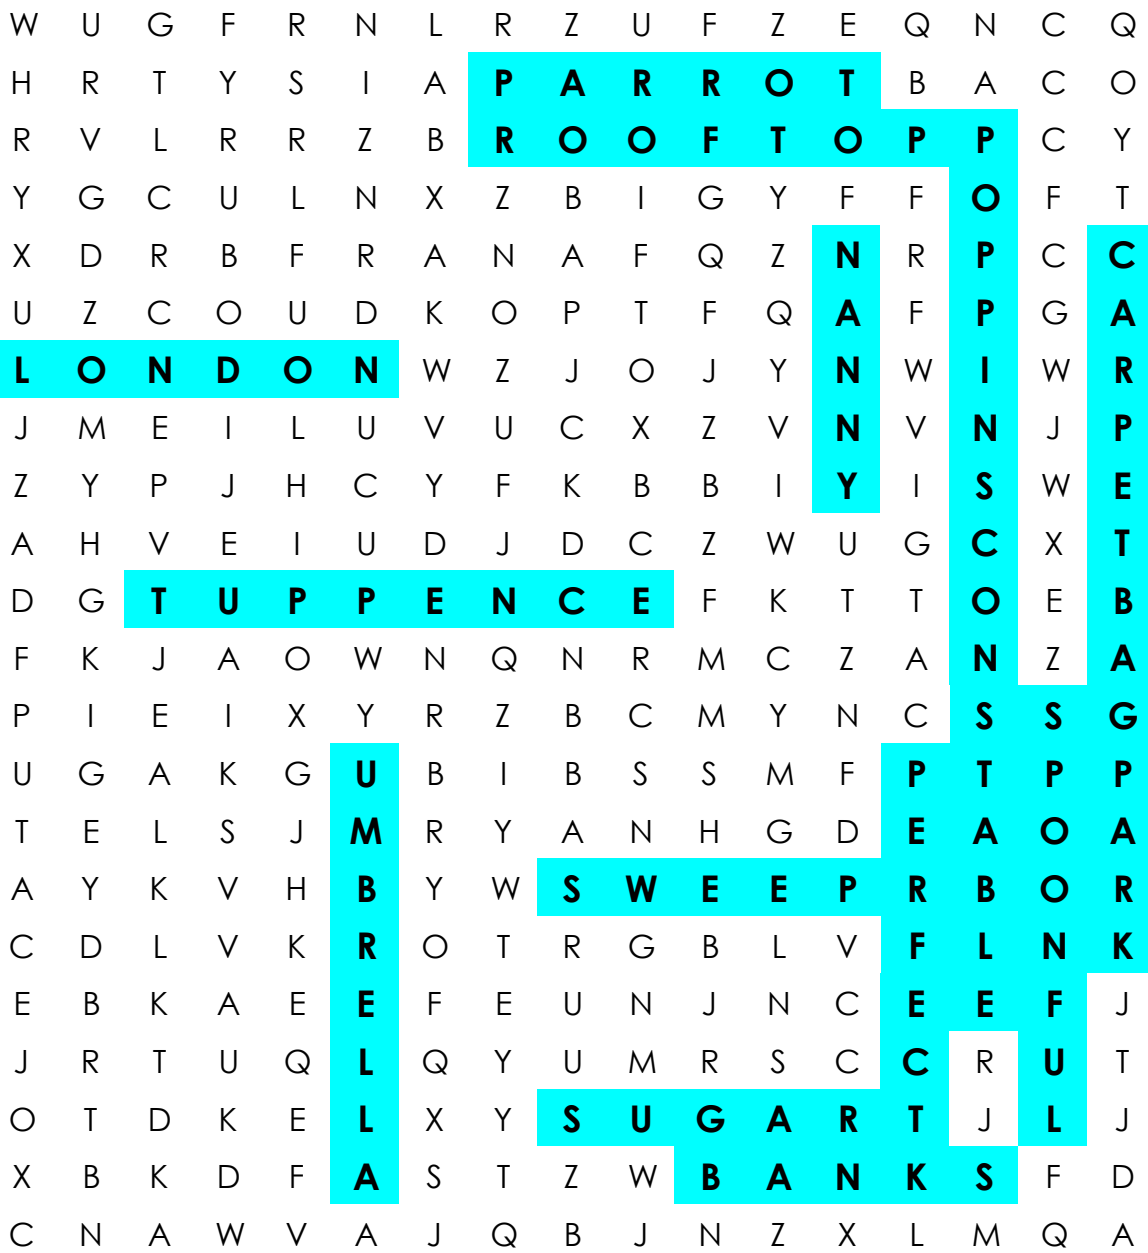 W U G F R N L R Z U F Z E Q N C Q
H R T Y S I A P A R R O T B A C O
R V L R R Z B R O O F T O P P C Y
Y G C U L N X Z B I G Y F F O F T
X D R B F R A N A F Q Z N R P C C
U Z C O U D K O P T F Q A F P G A
L O N D O N W Z J O J Y N W I W R
J M E I L U V U C X Z V N V N J P
Z Y P J H C Y F K B B I Y I S W E
A H V E I U D J D C Z W U G C X T
D G T U P P E N C E F K T T O E B
F K J A O W N Q N R M C Z A N Z A
P I E I X Y R Z B C M Y N C S S G
U G A K G U B I B S S M F P T P P
T E L S J M R Y A N H G D E A O A
A Y K V H B Y W S W E E P R B O R
C D L V K R O T R G B L V F L N K
E B K A E E F E U N J N C E E F J
J R T U Q L Q Y U M R S C C R U T
O T D K E L X Y S U G A R T J L J
X B K D F A S T Z W B A N K S F D
C N A W V A J Q B J N Z X L M Q A